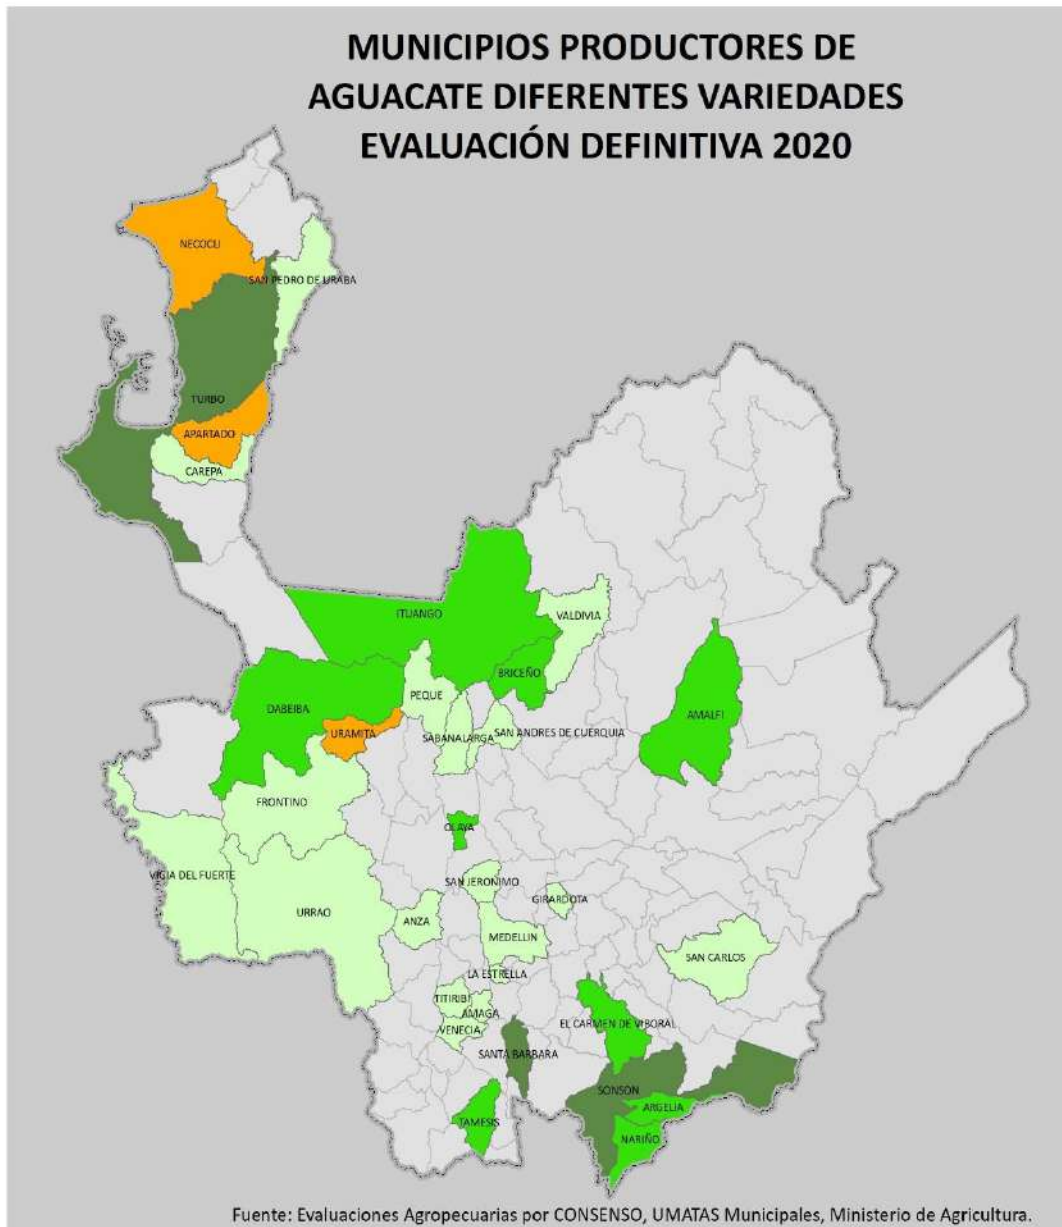 MUNICIPIOS PRODUCTORES DE
AGUACATE DIFERENTES VARIEDADES
EVALUACIÓN DEFINITIVA 2020
NECOCLI
SAN PEDRO DE URABA
TURBO
APARTADO
CAREPA
ITUANGO
VALDIVIA
BRICEÑO
PEQUE
DABEIBA
AMALFI
URAMITA
SABANALARGA
SAN ANDRES DE CUERQUIA
FRONTINO
OLAYA
VIGIA DEL FUERTE
SAN JERONIMO
GIRARDOTA
URRAO
ANZA
MEDELLIN
SAN CARLOS
LA ESTRELLA
TITIRIBI
AMAGA
EL CARMEN DE VIBORAL
VENECIA
SANTA BARBARA
SONSON
ARGELIA
TAMESIS
NARIÑO
Fuente: Evaluaciones Agropecuarias por CONSENSO, UMATAS Municipales, Ministerio de Agricultura.